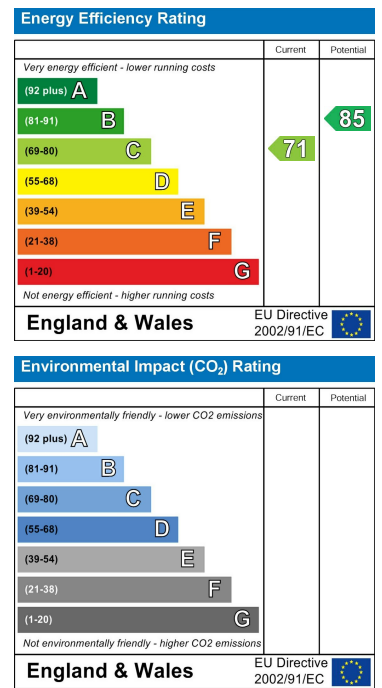 Energy Efficiency Rating
Current Potential
Very energy efficient - lower running costs
(92 plus) A
(81-91) B
85
(69-80) C
71
(55-68) D
(39-54) E
(21-38) F
(1-20) G
Not energy efficient - higher running costs
England & Wales
EU Directive
2002/91/EC
Environmental Impact (CO₂) Rating
Current Potential
Very environmentally friendly - lower CO2 emissions
(92 plus) A
(81-91) B
(69-80) C
(55-68) D
(39-54) E
(21-38) F
(1-20) G
Not environmentally friendly - higher CO2 emissions
England & Wales
EU Directive
2002/91/EC